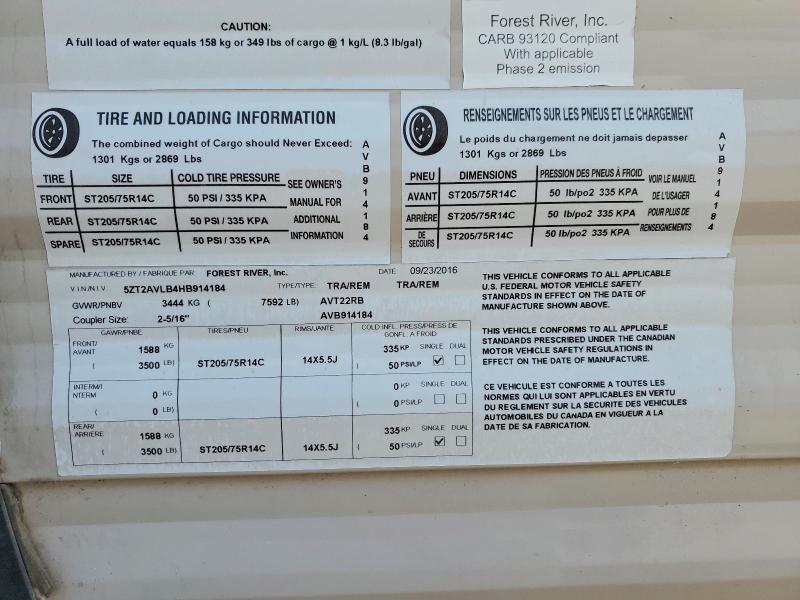 CAUTION:
A full load of water equals 158 kg or 349 lbs of cargo @ 1 kg/L (8.3 lb/gal)
Forest River, Inc.
CARB 93120 Compliant
With applicable
Phase 2 emission
TIRE AND LOADING INFORMATION
The combined weight of Cargo should Never Exceed:
1301 Kgs or 2869 Lbs
TIRE SIZE COLD TIRE PRESSURE SEE OWNER'S
FRONT ST205/75R14C 50 PSI / 335 KPA MANUAL FOR
REAR ST205/75R14C 50 PSI / 335 KPA ADDITIONAL
SPARE ST205/75R14C 50 PSI / 335 KPA INFORMATION
AVB914184
RENSEIGNEMENTS SUR LES PNEUS ET LE CHARGEMENT
Le poids du chargement ne doit jamais depasser
1301 Kgs or 2869 Lbs
PNEU DIMENSIONS PRESSION DES PNEUS À FROID VOIR LE MANUEL
AVANT ST205/75R14C 50 lb/po2 335 KPA DE L'USAGER
ARRIÈRE ST205/75R14C 50 lb/po2 335 KPA POUR PLUS DE
DE SECOURS ST205/75R14C 50 lb/po2 335 KPA RENSEIGNEMENTS
AVB914184
MANUFACTURED BY / FABRIQUE PAR: FOREST RIVER, Inc. DATE 09/23/2016
V.I.N/N.I.V.: 5ZT2AVLB4HB914184 TYPE/TYPE: TRA/REM TRA/REM
GVWR/PNBV 3444 KG ( 7592 LB) AVT22RB
Coupler Size: 2-5/16" AVB914184
GAWR/PNBE TIRES/PNEU RIMS/JANTE COLD INFL. PRESS/PRESS DE GONFL A FROID
FRONT/AVANT 1588 KG ST205/75R14C 14X5.5J 335 KP SINGLE DUAL
( 3500 LB) ( 50 PSI/LP
INTERM/INTERM 0 KG 0 KP SINGLE DUAL
( 0 LB) ( 0 PSI/LP
REAR/ARRIERE 1588 KG 335 KP SINGLE DUAL
( 3500 LB) ST205/75R14C 14X5.5J ( 50 PSI/LP
THIS VEHICLE CONFORMS TO ALL APPLICABLE
U.S. FEDERAL MOTOR VEHICLE SAFETY
STANDARDS IN EFFECT ON THE DATE OF
MANUFACTURE SHOWN ABOVE.
THIS VEHICLE CONFORMS TO ALL APPLICABLE
STANDARDS PRESCRIBED UNDER THE CANADIAN
MOTOR VEHICLE SAFETY REGULATIONS IN
EFFECT ON THE DATE OF MANUFACTURE.
CE VEHICULE EST CONFORME A TOUTES LES
NORMES QUI LUI SONT APPLICABLES EN VERTU
DU REGLEMENT SUR LA SECURITE DES VEHICULES
AUTOMOBILES DU CANADA EN VIGUEUR A LA
DATE DE SA FABRICATION.